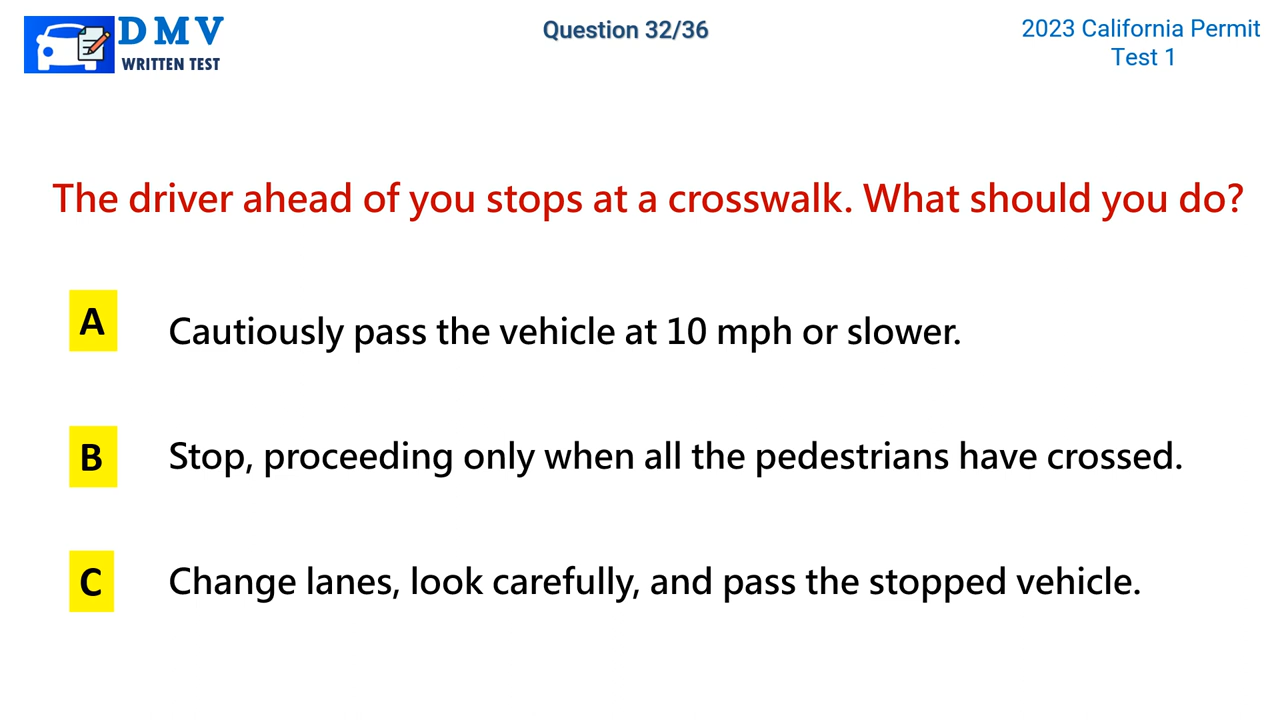 DMV
WRITTEN TEST
Question 32/36
2023 California Permit
Test 1
The driver ahead of you stops at a crosswalk. What should you do?
A Cautiously pass the vehicle at 10 mph or slower.
B Stop, proceeding only when all the pedestrians have crossed.
C Change lanes, look carefully, and pass the stopped vehicle.